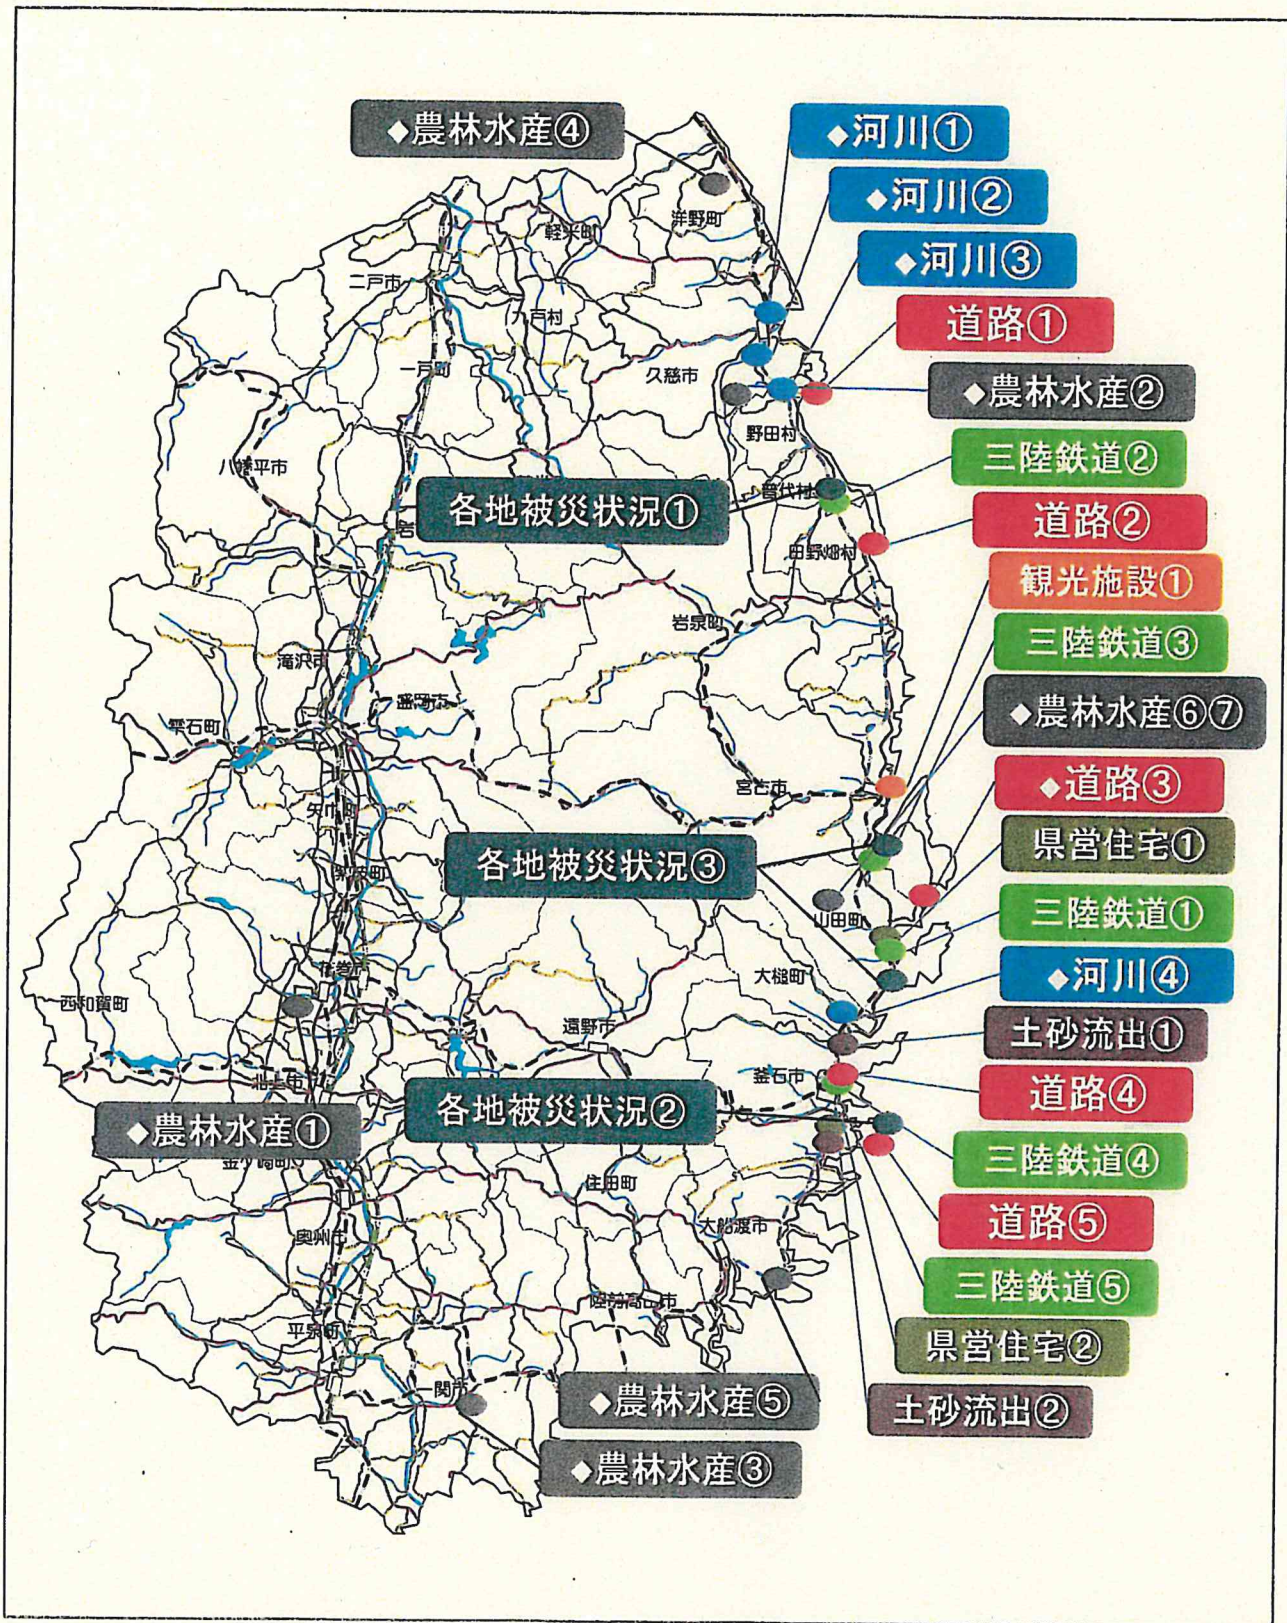 ◆農林水産④
◆河川①
◆河川②
洋野町
軽米町
◆河川③
二戸市
道路①
九戸村
一戸町
久慈市
◆農林水産②
野田村
三陸鉄道②
八幡平市
普代村
各地被災状況①
道路②
岩
田野畑村
観光施設①
岩泉町
三陸鉄道③
滝沢市
盛岡市
◆農林水産⑥⑦
雫石町
◆道路③
宮古市
矢巾町
県営住宅①
各地被災状況③
紫波町
三陸鉄道①
山田町
花巻市
大槌町
◆河川④
西和賀町
遠野市
土砂流出①
釜石市
北上市
道路④
各地被災状況②
◆農林水産①
三陸鉄道④
金ケ崎町
住田町
道路⑤
大船渡市
奥州市
三陸鉄道⑤
陸前高田市
平泉町
県営住宅②
一関市
◆農林水産⑤
土砂流出②
◆農林水産③